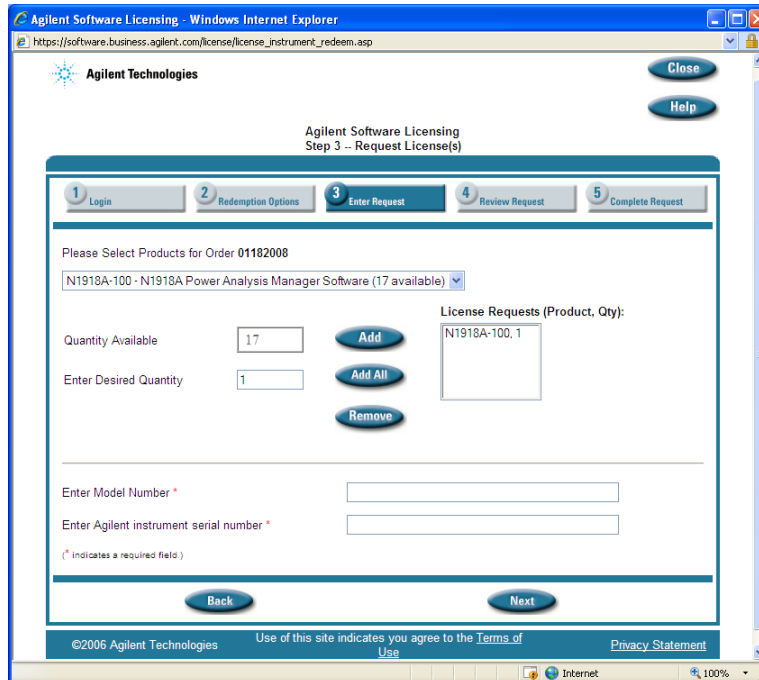 Agilent Software Licensing - Windows Internet Explorer
https://software.business.agilent.com/license/license_instrument_redeem.asp
Agilent Technologies
Close
Help
Agilent Software Licensing
Step 3 -- Request License(s)
1 Login
2 Redemption Options
3 Enter Request
4 Review Request
5 Complete Request
Please Select Products for Order 01182008
N1918A-100 - N1918A Power Analysis Manager Software (17 available)
License Requests (Product, Qty):
Quantity Available
17
Add
N1918A-100, 1
Enter Desired Quantity
1
Add All
Remove
Enter Model Number *
Enter Agilent instrument serial number *
(* indicates a required field.)
Back
Next
©2006 Agilent Technologies
Use of this site indicates you agree to the Terms of
Use
Privacy Statement
Internet
100%